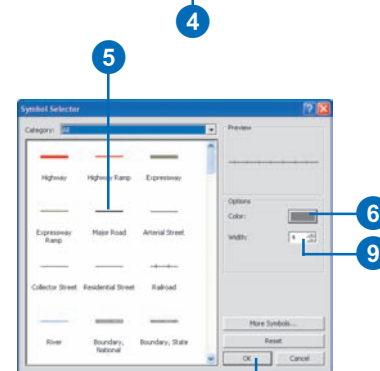 4
5
Symbol Selector
Category: All
Preview
Highway Highway Ramp Expressway
Options
Color:
6
Expressway Ramp Major Road Arterial Street
Width: 4
9
Collector Street Residential Street Railroad
More Symbols...
Reset
River Boundary, National Boundary, State
OK Cancel